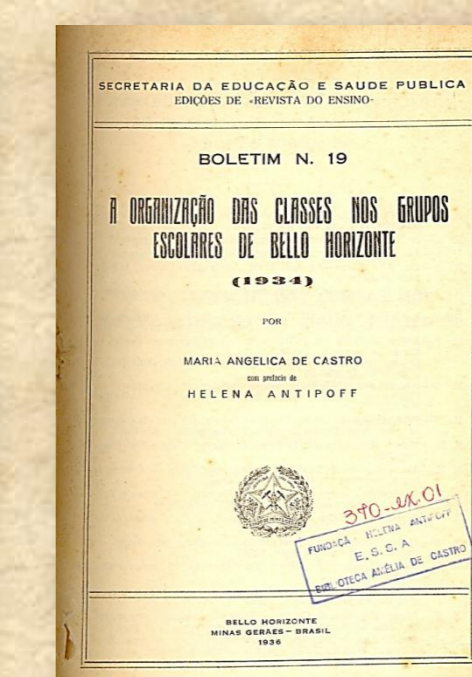 SECRETARIA DA EDUCAÇÃO E SAUDE PUBLICA
EDIÇÕES DE «REVISTA DO ENSINO»
BOLETIM N. 19
A ORGANIZAÇÃO DAS CLASSES NOS GRUPOS
ESCOLARES DE BELLO HORIZONTE
(1934)
POR
MARIA ANGELICA DE CASTRO
com prefacio de
HELENA ANTIPOFF
370-ex.01
FUNDAÇÃ HELENA ANTIPOFF
E. S. S. A
BIBLIOTECA AMÉLIA DE CASTRO
BELLO HORIZONTE
MINAS GERAES – BRASIL
1936